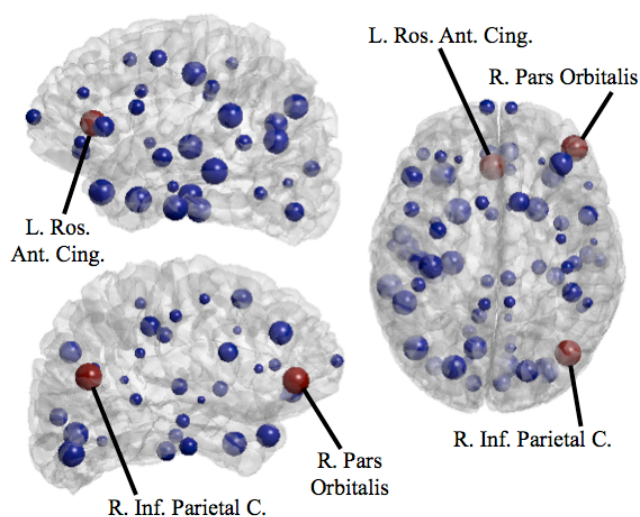 L. Ros. Ant. Cing.
R. Pars Orbitalis
L. Ros.
Ant. Cing.
R. Inf. Parietal C.
R. Pars
Orbitalis
R. Inf. Parietal C.